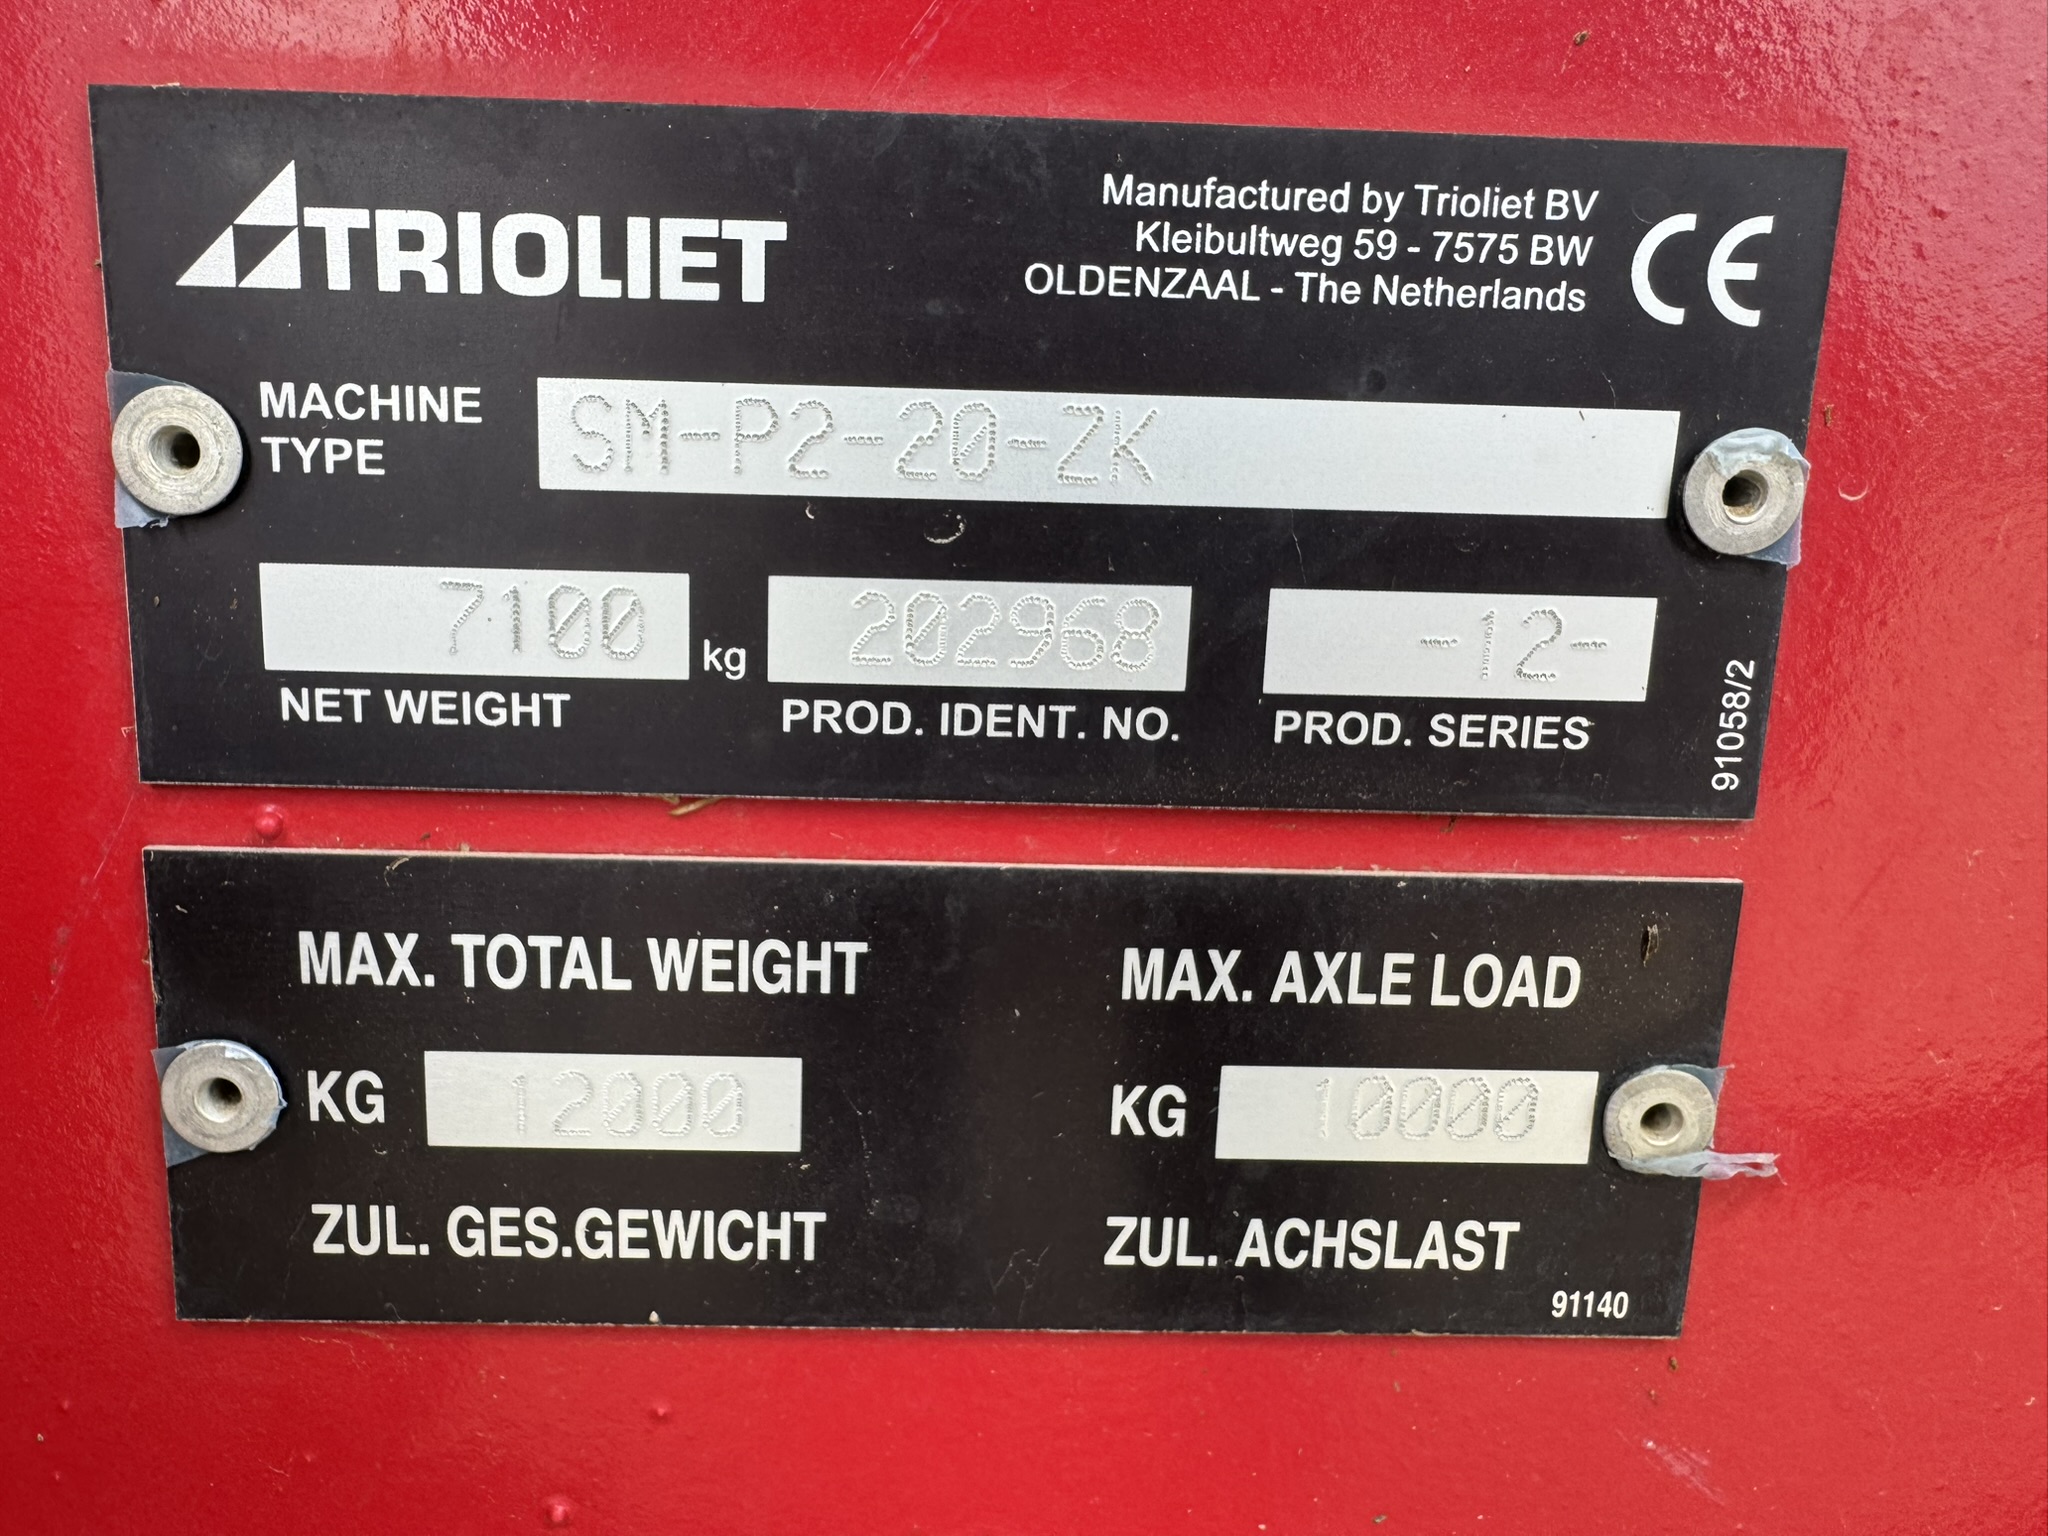 TRIOLIET
Manufactured by Trioliet BV
Kleibultweg 59 - 7575 BW
OLDENZAAL - The Netherlands
CE
MACHINE
TYPE
SM-P2-20-ZK
7100 kg
NET WEIGHT
202968
PROD. IDENT. NO.
-12-
PROD. SERIES
91058/2
MAX. TOTAL WEIGHT
KG 12000
ZUL. GES.GEWICHT
MAX. AXLE LOAD
KG 10000
ZUL. ACHSLAST
91140